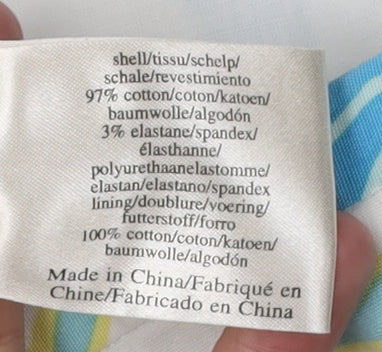 shell/tissu/schelp/
schale/revestimiento
97% cotton/coton/katoen/
baumwolle/algodón
3% elastane/spandex/
élasthanne/
polyurethaanelastomme/
elastan/elastano/spandex
lining/doublure/voering/
futterstoff/forro
100% cotton/coton/katoen/
baumwolle/algodón
Made in China/Fabriqué en
Chine/Fabricado en China